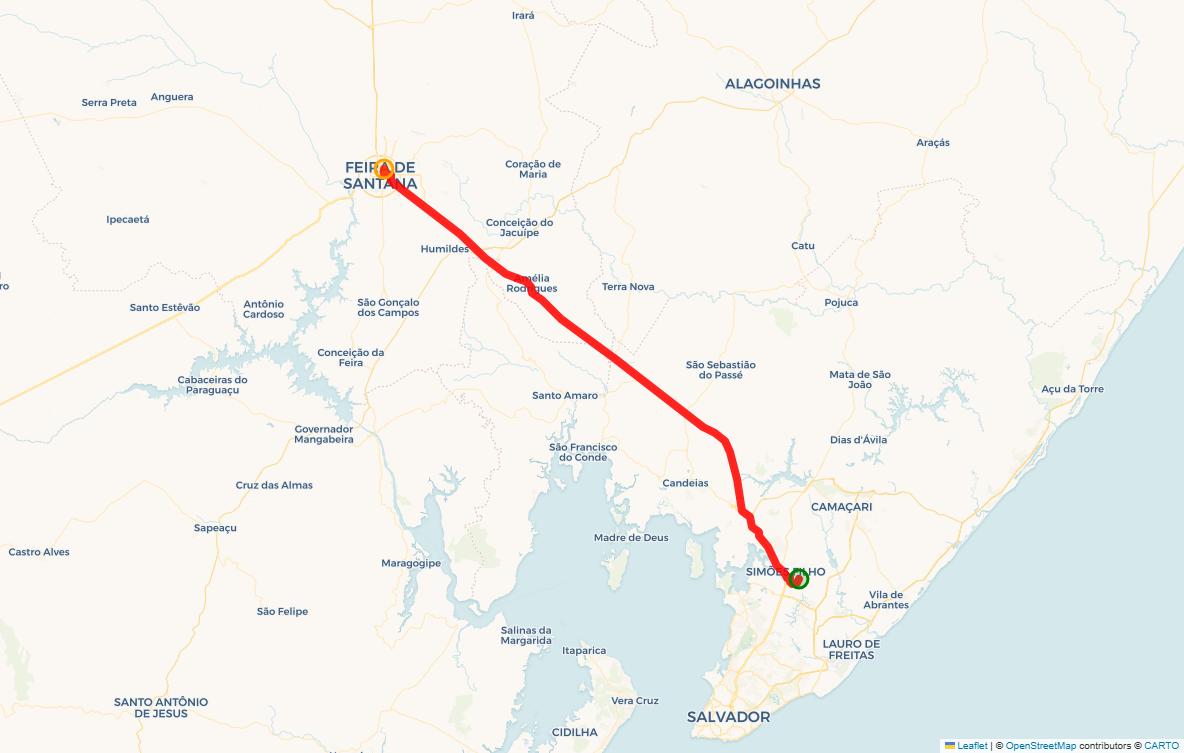 Irará
ALAGOINHAS
Serra Preta
Anguera
Araçás
FEIRA DE
SANTANA
Coração de
Maria
Ipecaetá
Conceição do
Jacuípe
Humildes
Catu
Amélia
Rodrigues
Terra Nova
ro
Santo Estêvão
Antônio
Cardoso
São Gonçalo
dos Campos
Pojuca
Conceição da
Feira
São Sebastião
do Passé
Mata de São
João
Cabaceiras do
Paraguaçu
Açu da Torre
Santo Amaro
Governador
Mangabeira
São Francisco
do Conde
Dias d'Ávila
Cruz das Almas
Candeias
CAMAÇARI
Sapeaçu
Madre de Deus
Castro Alves
Maragogipe
SIMÕES FILHO
Vila de
Abrantes
São Felipe
Salinas da
Margarida
Itaparica
LAURO DE
FREITAS
SANTO ANTÔNIO
DE JESUS
Vera Cruz
SALVADOR
CIDILHA
Jaguaripe
Leaflet | © OpenStreetMap contributors © CARTO